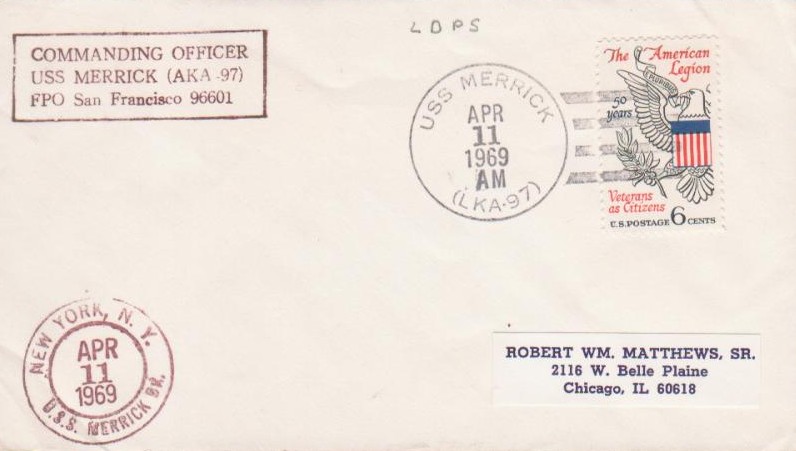 LDPS
COMMANDING OFFICER
USS MERRICK (AKA-97)
FPO San Francisco 96601
USS MERRICK
APR
11
1969
AM
(LKA-97)
The American
Legion
E PLURIBUS
50
years
Veterans
as Citizens
U.S. POSTAGE 6 CENTS
NEW YORK, N.Y.
APR
11
1969
U.S.S. MERRICK BR.
ROBERT WM. MATTHEWS, SR.
2116 W. Belle Plaine
Chicago, IL 60618